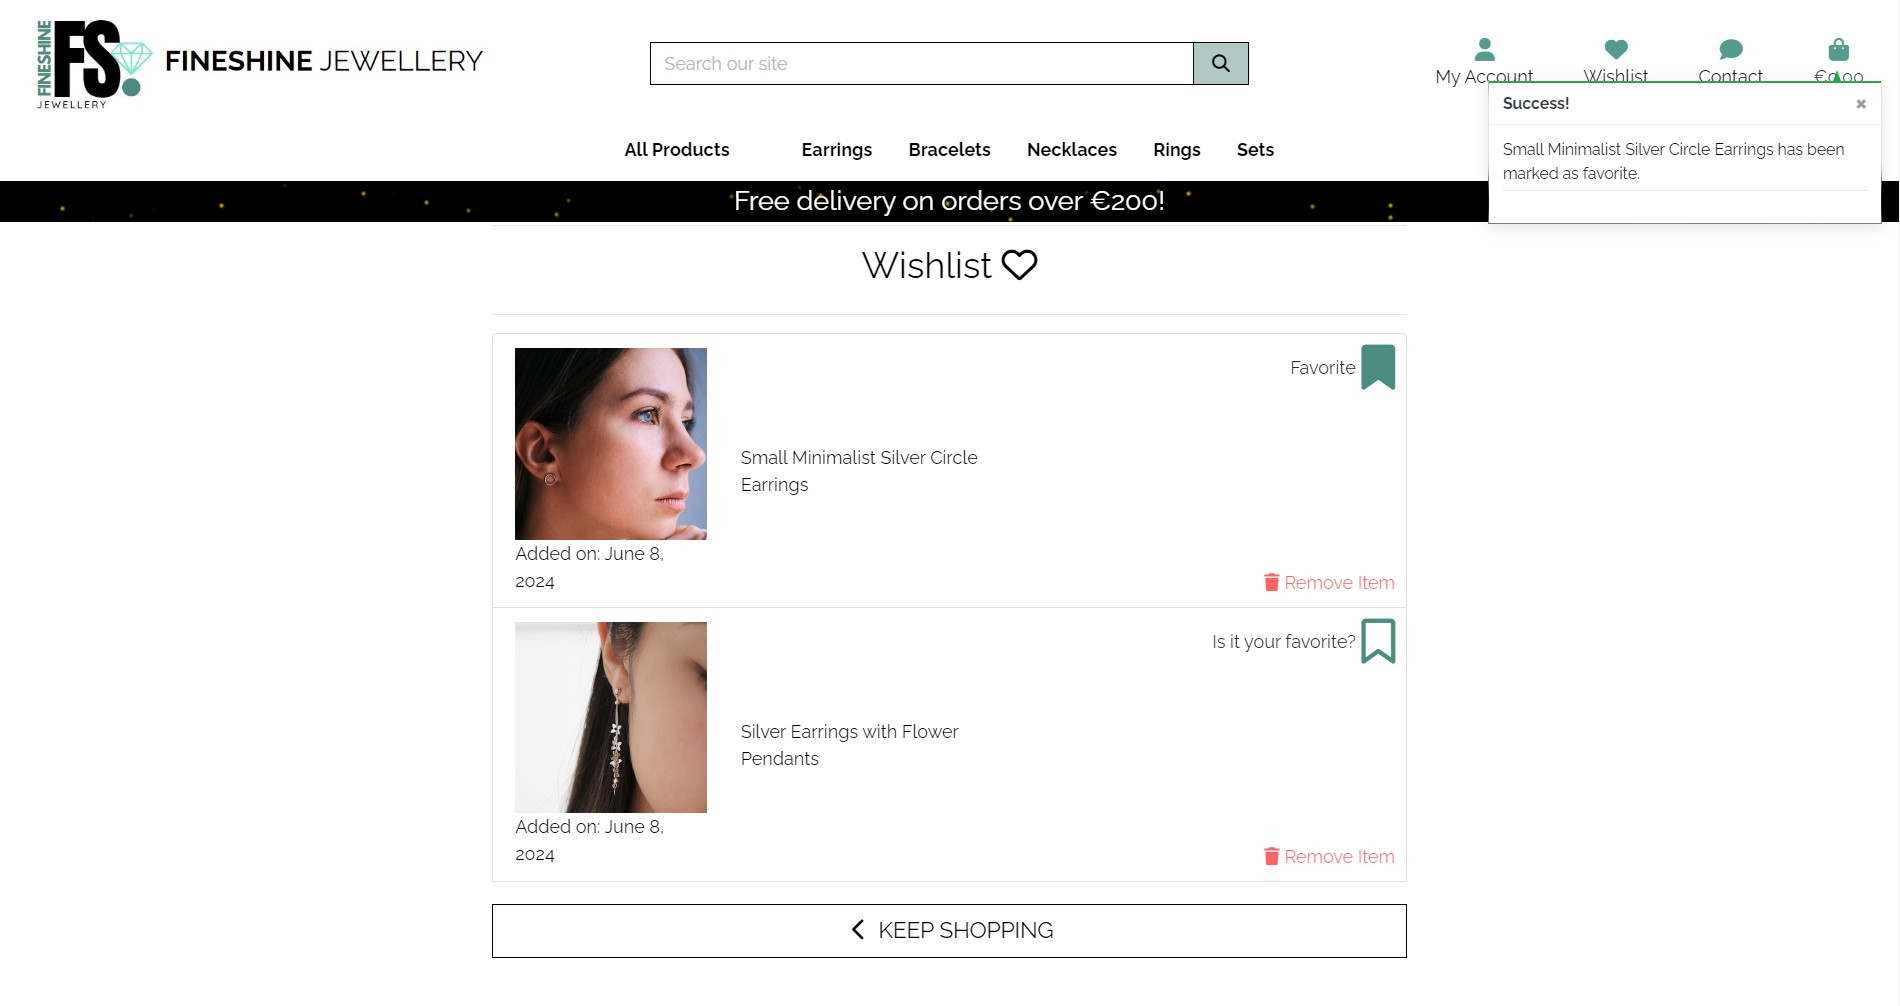 FINESHINE
FS
JEWELLERY
FINESHINE JEWELLERY
Search our site
My Account
Wishlist
Contact
€0.00
Success!
×
Small Minimalist Silver Circle Earrings has been
marked as favorite.
All Products
Earrings
Bracelets
Necklaces
Rings
Sets
Free delivery on orders over €200!
Wishlist
Favorite
Small Minimalist Silver Circle
Earrings
Added on: June 8,
2024
Remove Item
Is it your favorite?
Silver Earrings with Flower
Pendants
Added on: June 8,
2024
Remove Item
KEEP SHOPPING